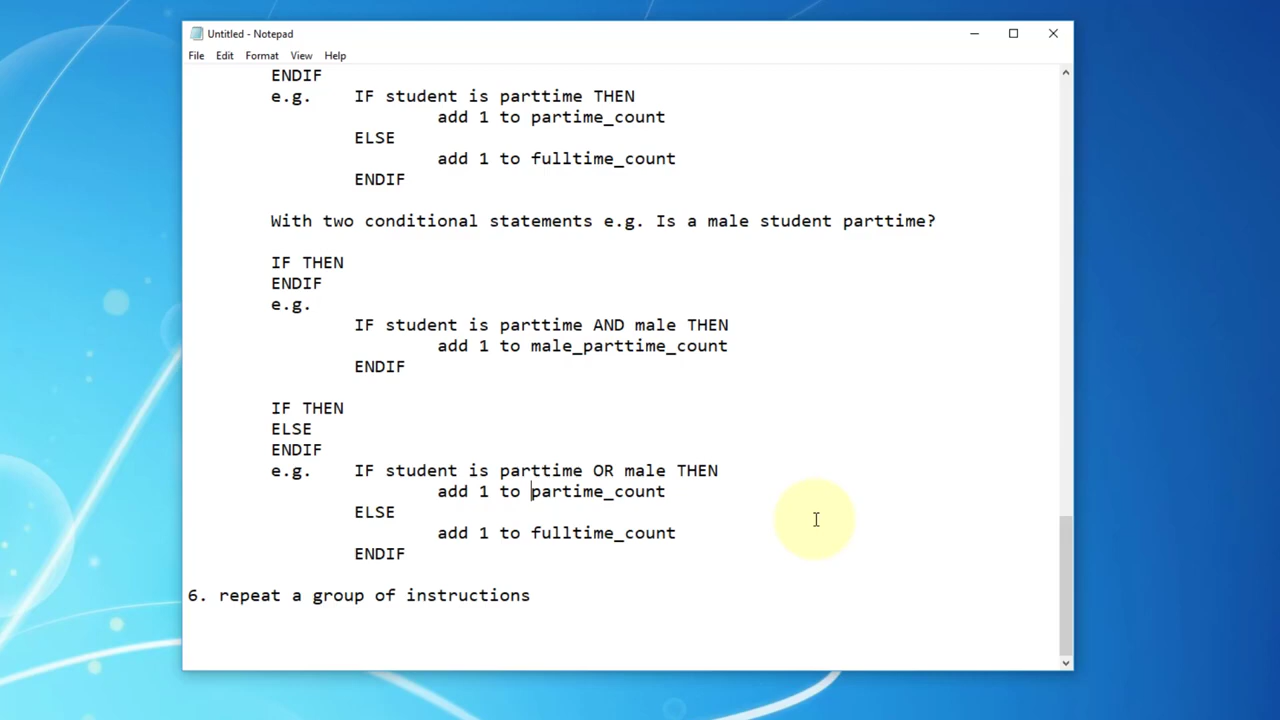 Untitled - Notepad
File Edit Format View Help
ENDIF
e.g. IF student is parttime THEN
add 1 to partime_count
ELSE
add 1 to fulltime_count
ENDIF
With two conditional statements e.g. Is a male student parttime?
IF THEN
ENDIF
e.g.
IF student is parttime AND male THEN
add 1 to male_parttime_count
ENDIF
IF THEN
ELSE
ENDIF
e.g. IF student is parttime OR male THEN
add 1 to partime_count
ELSE
add 1 to fulltime_count
ENDIF
6. repeat a group of instructions